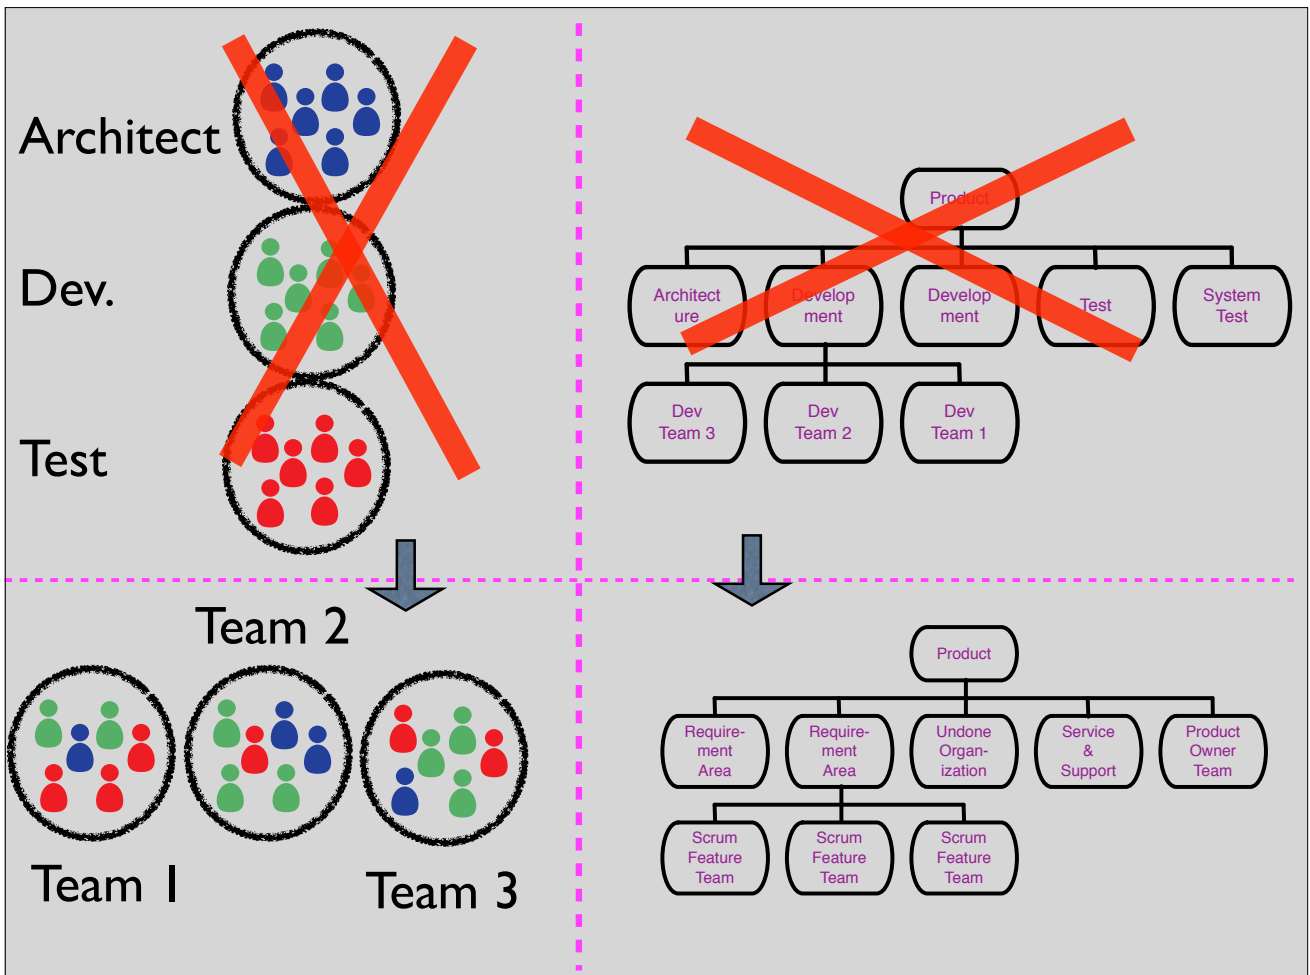 Architect
Dev.
Test
Product
Architect
ure
Develop
ment
Develop
ment
Test
System
Test
Dev
Team 3
Dev
Team 2
Dev
Team 1
Team 2
Team 1
Team 3
Product
Require-
ment
Area
Require-
ment
Area
Undone
Organ-
ization
Service
&
Support
Product
Owner
Team
Scrum
Feature
Team
Scrum
Feature
Team
Scrum
Feature
Team